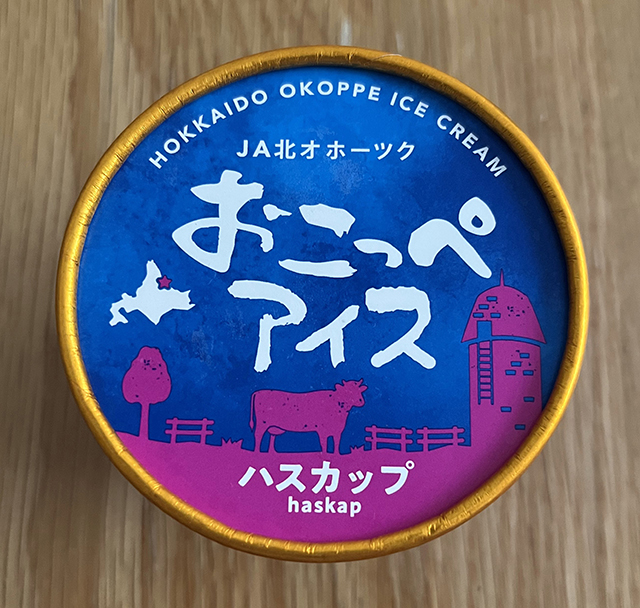 HOKKAIDO OKOPPE ICE CREAM
JA北オホーツク
おこっぺ
アイス
ハスカップ
haskap